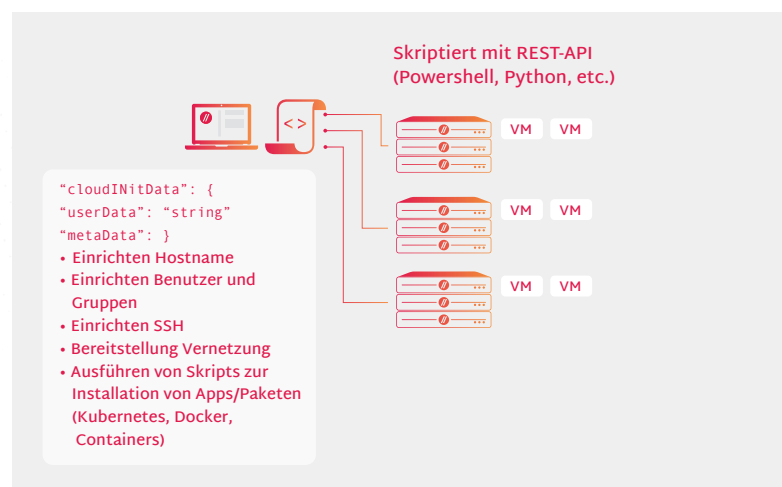 Skriptiert mit REST-API
(Powershell, Python, etc.)
< >
VM VM
VM VM
VM VM
“cloudINitData”: {
“userData”: “string”
“metaData”: }
• Einrichten Hostname
• Einrichten Benutzer und
Gruppen
• Einrichten SSH
• Bereitstellung Vernetzung
• Ausführen von Skripts zur
Installation von Apps/Paketen
(Kubernetes, Docker,
Containers)